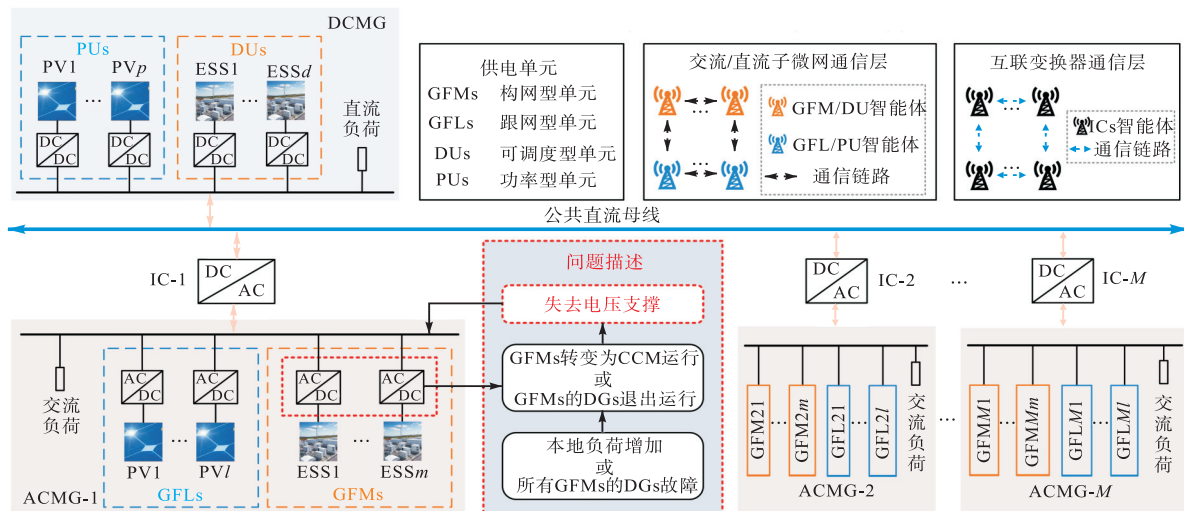 DCMG
PUs
DUs
PV1
PVp
ESS1
ESSd
…
…
DC
DC
DC
DC
DC
DC
DC
DC
直流
负荷
供电单元
GFMs 构网型单元
GFLs 跟网型单元
DUs 可调度型单元
PUs 功率型单元
交流/直流子微网通信层
…
…
GFM/DU智能体
GFL/PU智能体
通信链路
互联变换器通信层
…
…
ICs智能体
通信链路
公共直流母线
IC-1
DC
AC
DC
AC
IC-2
…
DC
AC
IC-M
问题描述
失去电压支撑
GFMs转变为CCM运行
或
GFMs的DGs退出运行
本地负荷增加
或
所有GFMs的DGs故障
交流
负荷
AC
DC
…
AC
DC
AC
DC
…
AC
DC
PV1
…
PVl
ESS1
…
ESSm
GFLs
GFMs
ACMG-1
GFM21
…
GFM2m
GFL21
…
GFL2l
交流负荷
ACMG-2
…
GFMM1
…
GFMMm
GFLM1
…
GFLMl
交流负荷
ACMG-M